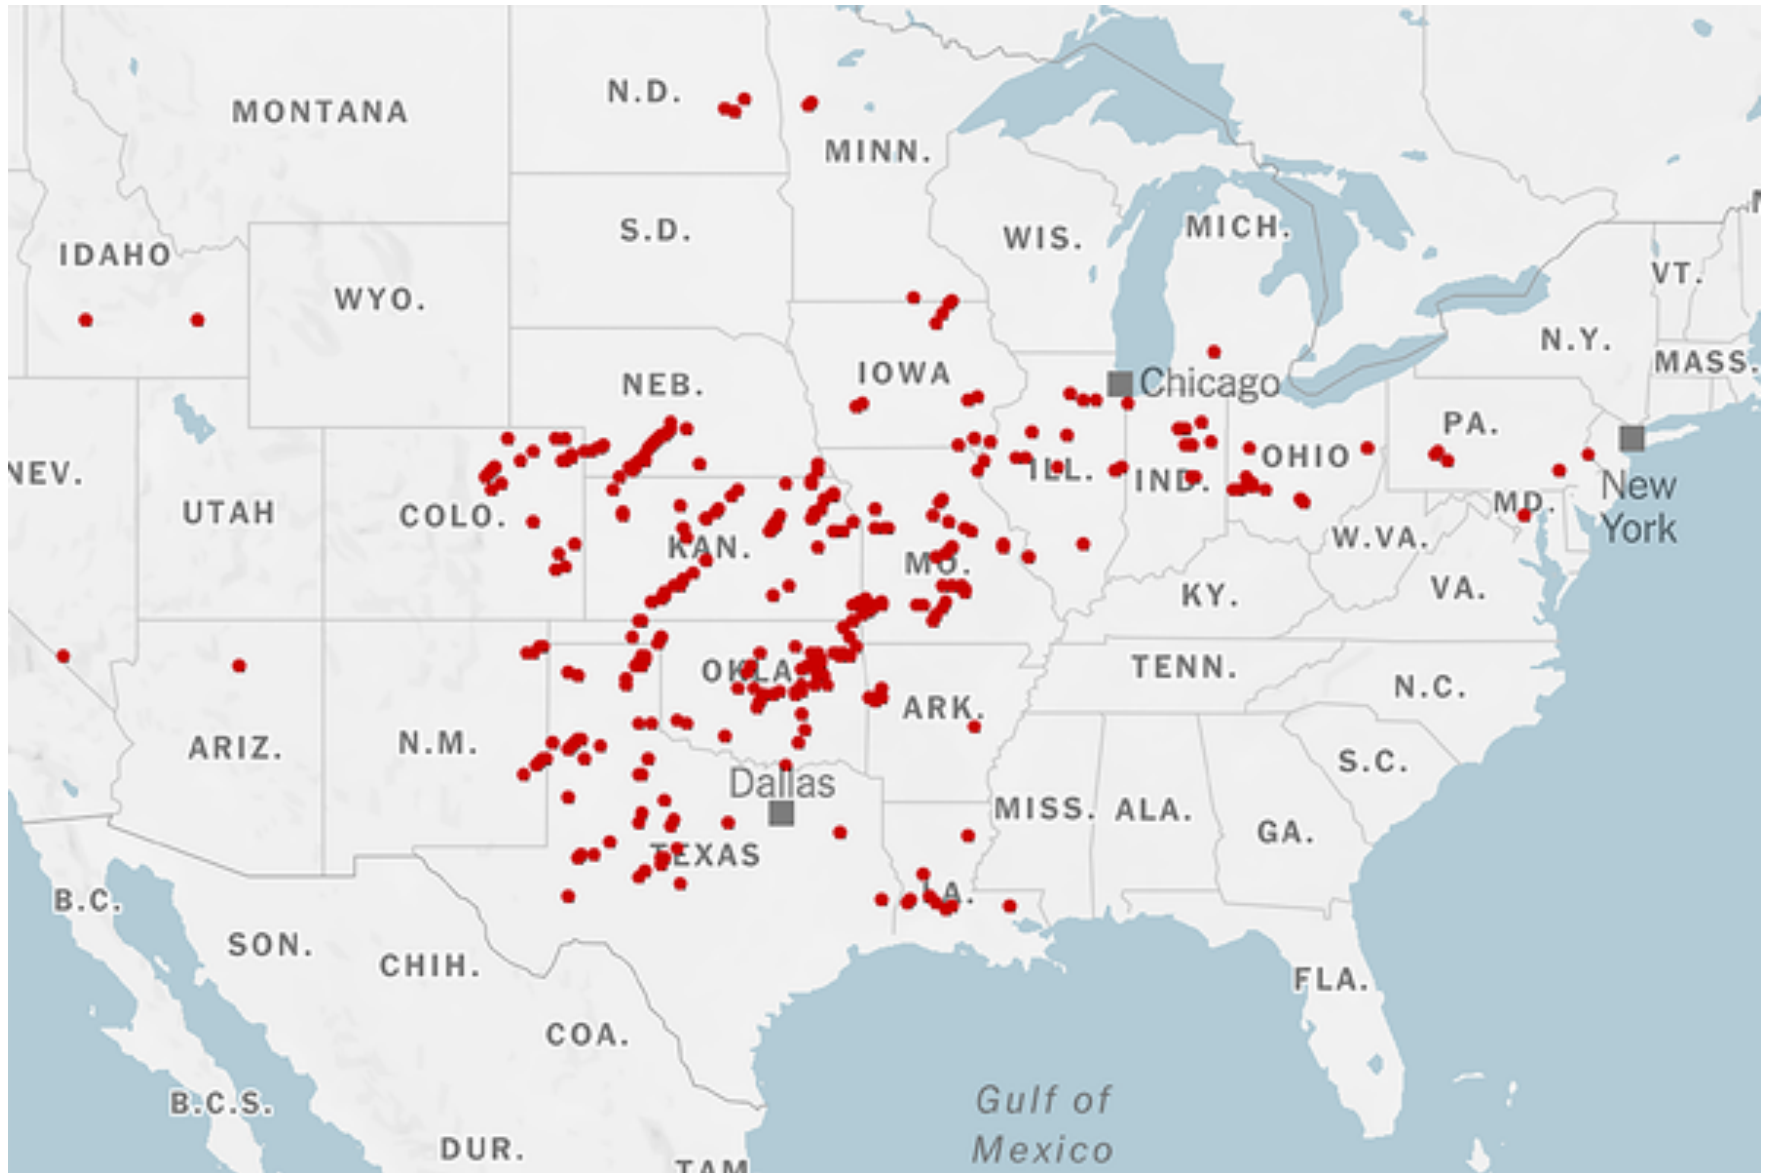 MONTANA
N.D.
MINN.
IDAHO
WYO.
S.D.
WIS.
MICH.
VT.
N.Y.
MASS.
NEB.
IOWA
Chicago
PA.
NEV.
UTAH
COLO.
KAN.
MO.
ILL.
IND.
OHIO
W.VA.
MD.
New
York
KY.
VA.
ARIZ.
N.M.
OKLA.
ARK.
TENN.
N.C.
S.C.
Dallas
TEXAS
LA.
MISS.
ALA.
GA.
B.C.
SON.
CHIH.
COA.
FLA.
B.C.S.
DUR.
TAM
Gulf of
Mexico